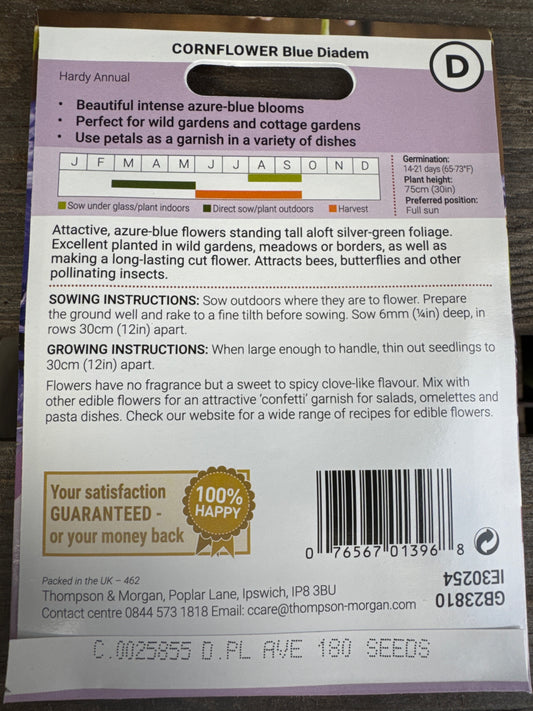 CORNFLOWER Blue Diadem
D
Hardy Annual
• Beautiful intense azure-blue blooms
• Perfect for wild gardens and cottage gardens
• Use petals as a garnish in a variety of dishes
J F M A M J J A S O N D
Sow under glass/plant indoors Direct sow/plant outdoors Harvest
Germination:
14-21 days (65-73°F)
Plant height:
75cm (30in)
Preferred position:
Full sun
Attactive, azure-blue flowers standing tall aloft silver-green foliage.
Excellent planted in wild gardens, meadows or borders, as well as
making a long-lasting cut flower. Attracts bees, butterflies and other
pollinating insects.
SOWING INSTRUCTIONS: Sow outdoors where they are to flower. Prepare
the ground well and rake to a fine tilth before sowing. Sow 6mm (¼in) deep, in
rows 30cm (12in) apart.
GROWING INSTRUCTIONS: When large enough to handle, thin out seedlings to
30cm (12in) apart.
Flowers have no fragrance but a sweet to spicy clove-like flavour. Mix with
other edible flowers for an attractive ‘confetti’ garnish for salads, omelettes and
pasta dishes. Check our website for a wide range of recipes for edible flowers.
Your satisfaction
GUARANTEED -
or your money back
100%
HAPPY
0 76567 01396 8
Packed in the UK – 462
Thompson & Morgan, Poplar Lane, Ipswich, IP8 3BU
Contact centre 0844 573 1818 Email: ccare@thompson-morgan.com
GB23810
IE30254
C.0025855 D.PL AVE 180 SEEDS